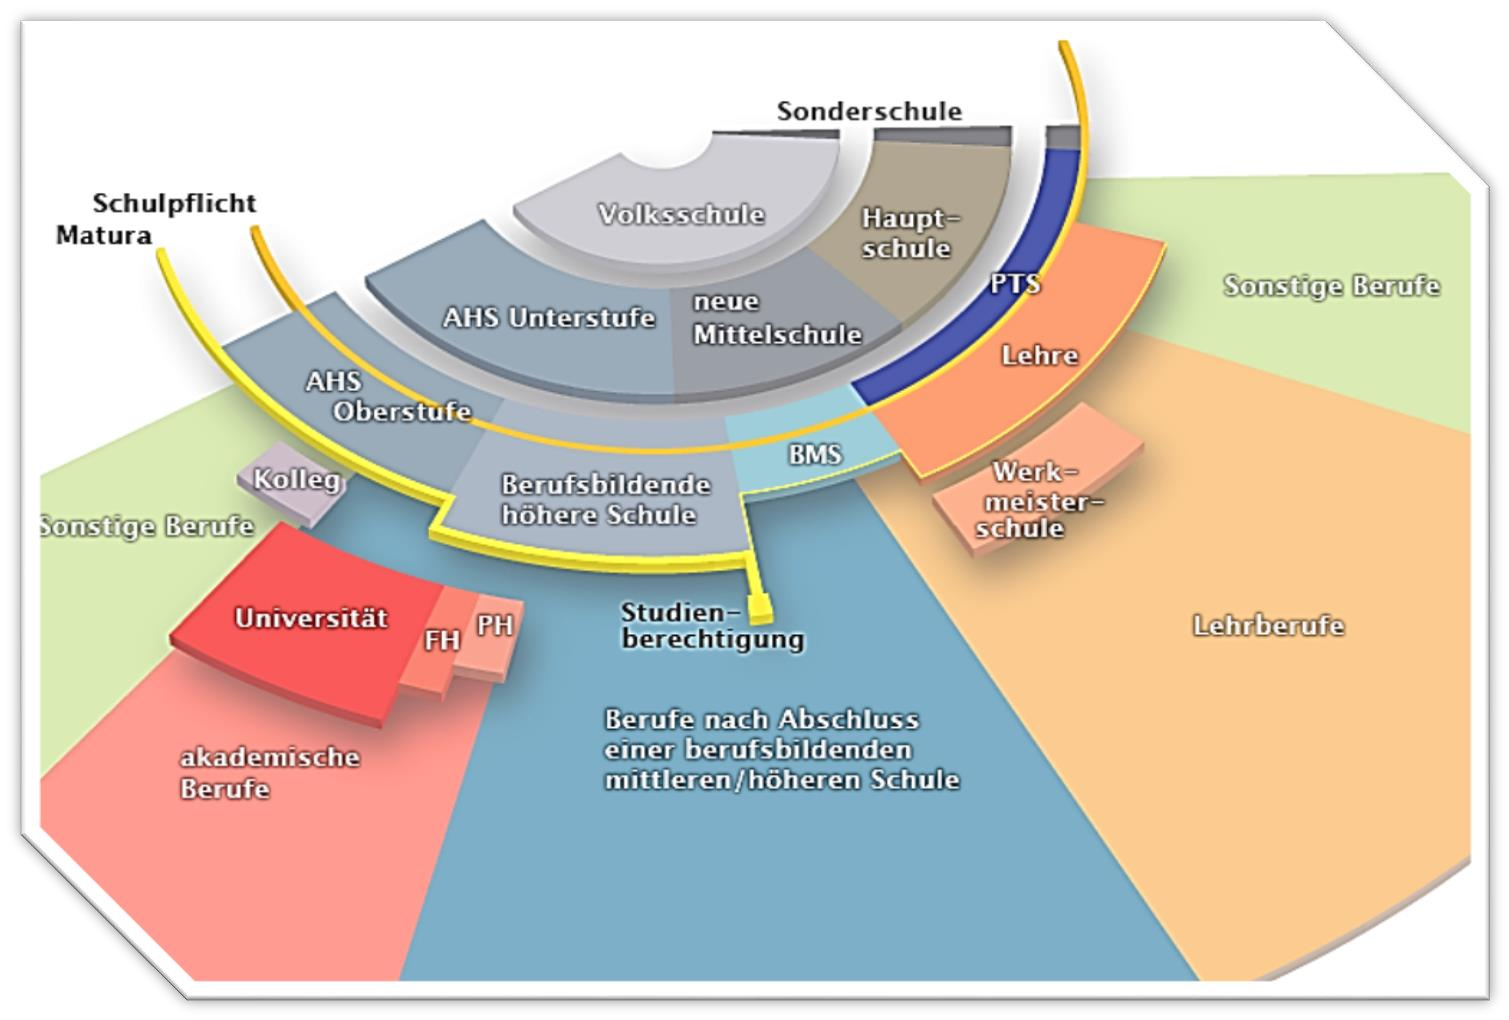 Sonderschule
Schulpflicht
Matura
Volksschule
Haupt-
schule
AHS Unterstufe
neue
Mittelschule
PTS
Sonstige Berufe
Lehre
AHS
Oberstufe
BMS
Kolleg
Berufsbildende
höhere Schule
Werk-
meister-
schule
Sonstige Berufe
Universität
FH
PH
Studien-
berechtigung
Lehrberufe
akademische
Berufe
Berufe nach Abschluss
einer berufsbildenden
mittleren/höheren Schule